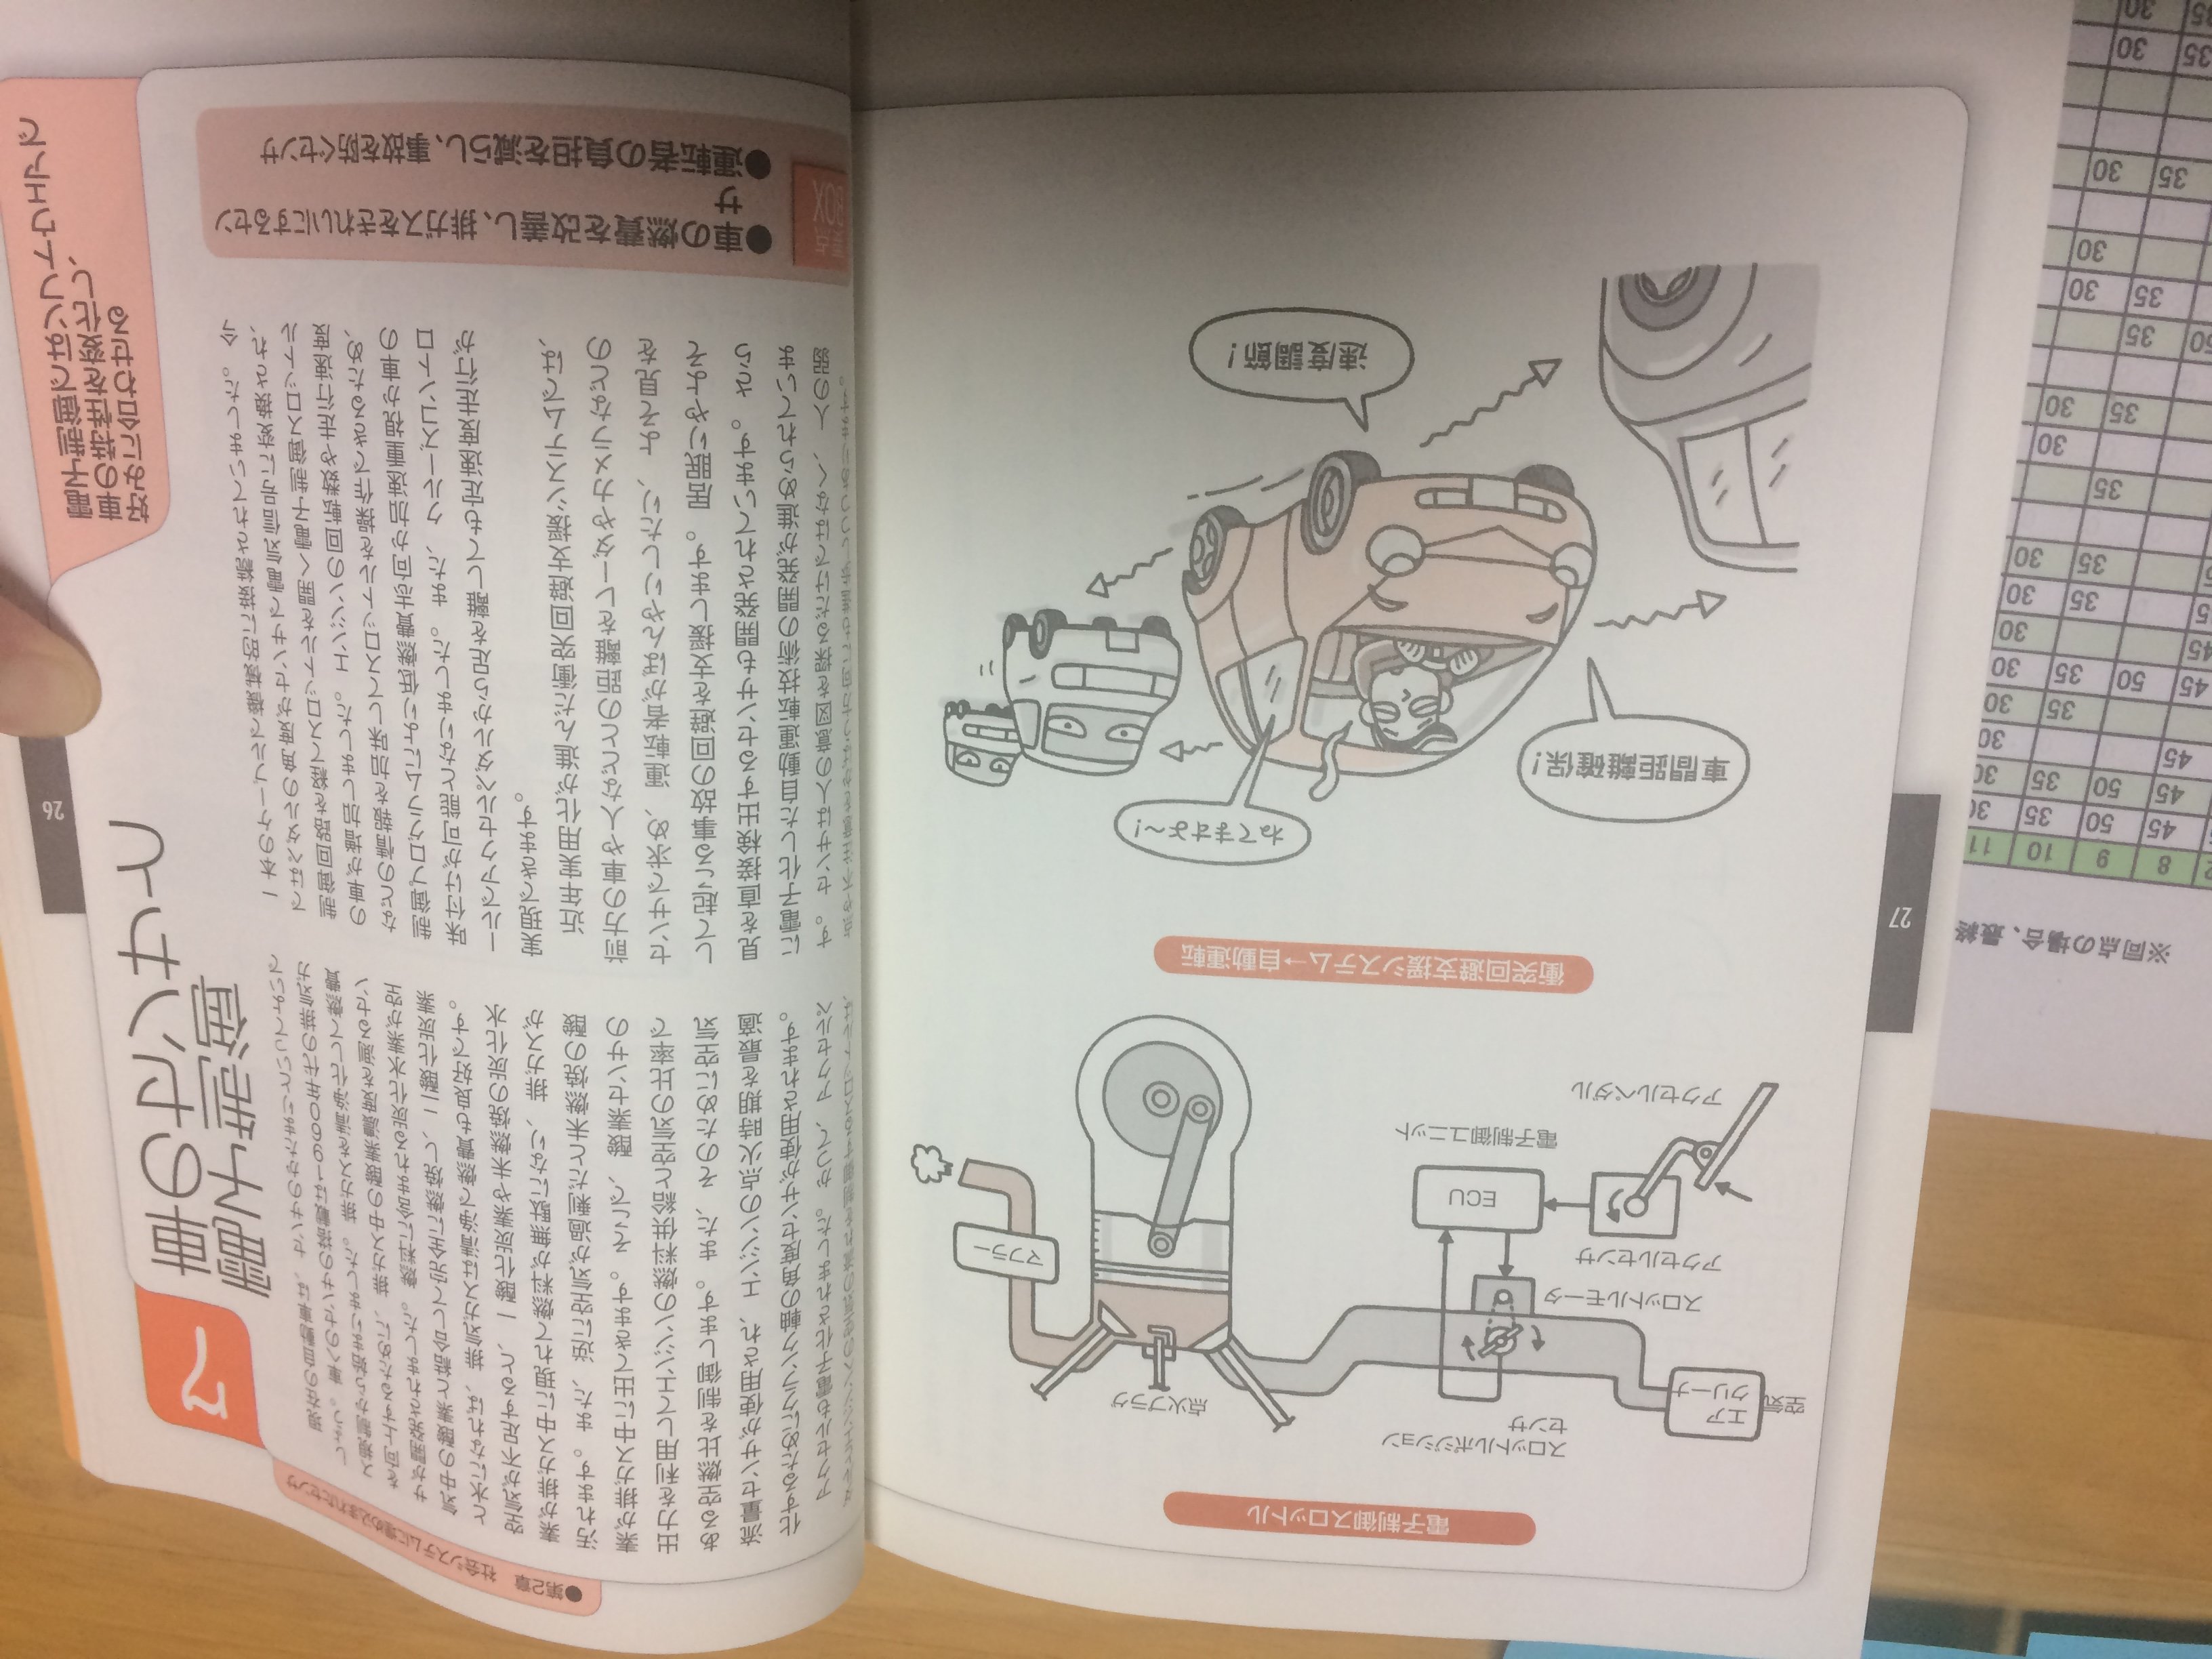 ●第2章 社会システムに埋め込まれたセンサ
7
車のセンサと
電子制御
26
電子制御ではソフトウェアで
車の特性を変化し、
好みに合わせる
現在の自動車は、センサのかたまりといってよいで
しょう。車へのセンサの搭載は1960年代の排気ガ
ス規制から始まりました。排ガスを清浄化して燃費
を向上するために、排ガス中の酸素濃度を測るセン
サが開発されました。燃料に含まれる炭化水素が空
気中の酸素と結合して完全に燃焼し、二酸化炭素
と水になれば、排気ガスは清浄で燃費も良好です。
空気が不足すると、一酸化炭素や未燃焼の炭化水
素が排ガス中に現れて燃料が無駄になり、排ガスが
汚れます。また、逆に空気が過剰だと未燃焼の酸
素が排ガス中に出てきます。そこで、酸素センサの
出力を利用してエンジンの燃料供給と空気の比率で
ある空燃比を制御します。また、そのために空気
流量センサが使用され、エンジンの点火時期を最適
化するためにクランク軸の角度センサが使用されます。
アクセルも電子化されました。かつて、アクセルペ
ダルとエンジンへの空気の流れを制御するスロットルは、
一本のケーブルで機械的に接続されていました。今
ではペダルの角度がセンサで電気信号に変換され、
制御回路を経てスロットルを開く電子制御スロットル
の車が増加しました。エンジンの回転数や走行速度
などの情報を加味してスロットルを操作できるため、
制御プログラムにより低燃費志向か加速重視か車の
味付けが可能となりました。また、クルーズコントロ
ールでアクセルペダルから足を離しても定速度走行が
実現できます。
近年実用化が進んだ衝突回避支援システムでは、
前方の車や人などとの距離をレーダやカメラなどの
センサで求め、運転者がぼんやりしたり、よそ見を
して起こる事故の回避を支援します。居眠りやよそ
見を直接検出するセンサも開発されています。さら
に電子化した自動運転技術の開発が進められていま
す。センサは人の意図を探るだけではなく、人の弱
点や不注意をかばう方向にも進歩しつつあります。
要点
BOX
●車の燃費を改善し、排ガスをきれいにするセン
サ
●運転者の負担を減らし、事故を防ぐセンサ
電子制御スロットル
空気
エア
クリーナ
スロットルポジション
センサ
点火プラグ
スロットルモータ
アクセルセンサ
ECU
マフラー
電子制御ユニット
アクセルペダル
衝突回避支援システム→自動運転
ねてますよ〜!
車間距離確保!
速度調節!
27
※同点の場合、最終
8 9 10 11
45 50 35 30
45 50 35 30
45 30
35 30
45 50 35 30
45 30
35 30
35 30
35
30
35 30
50 35
35 30
30
35 30
35 30
35 30